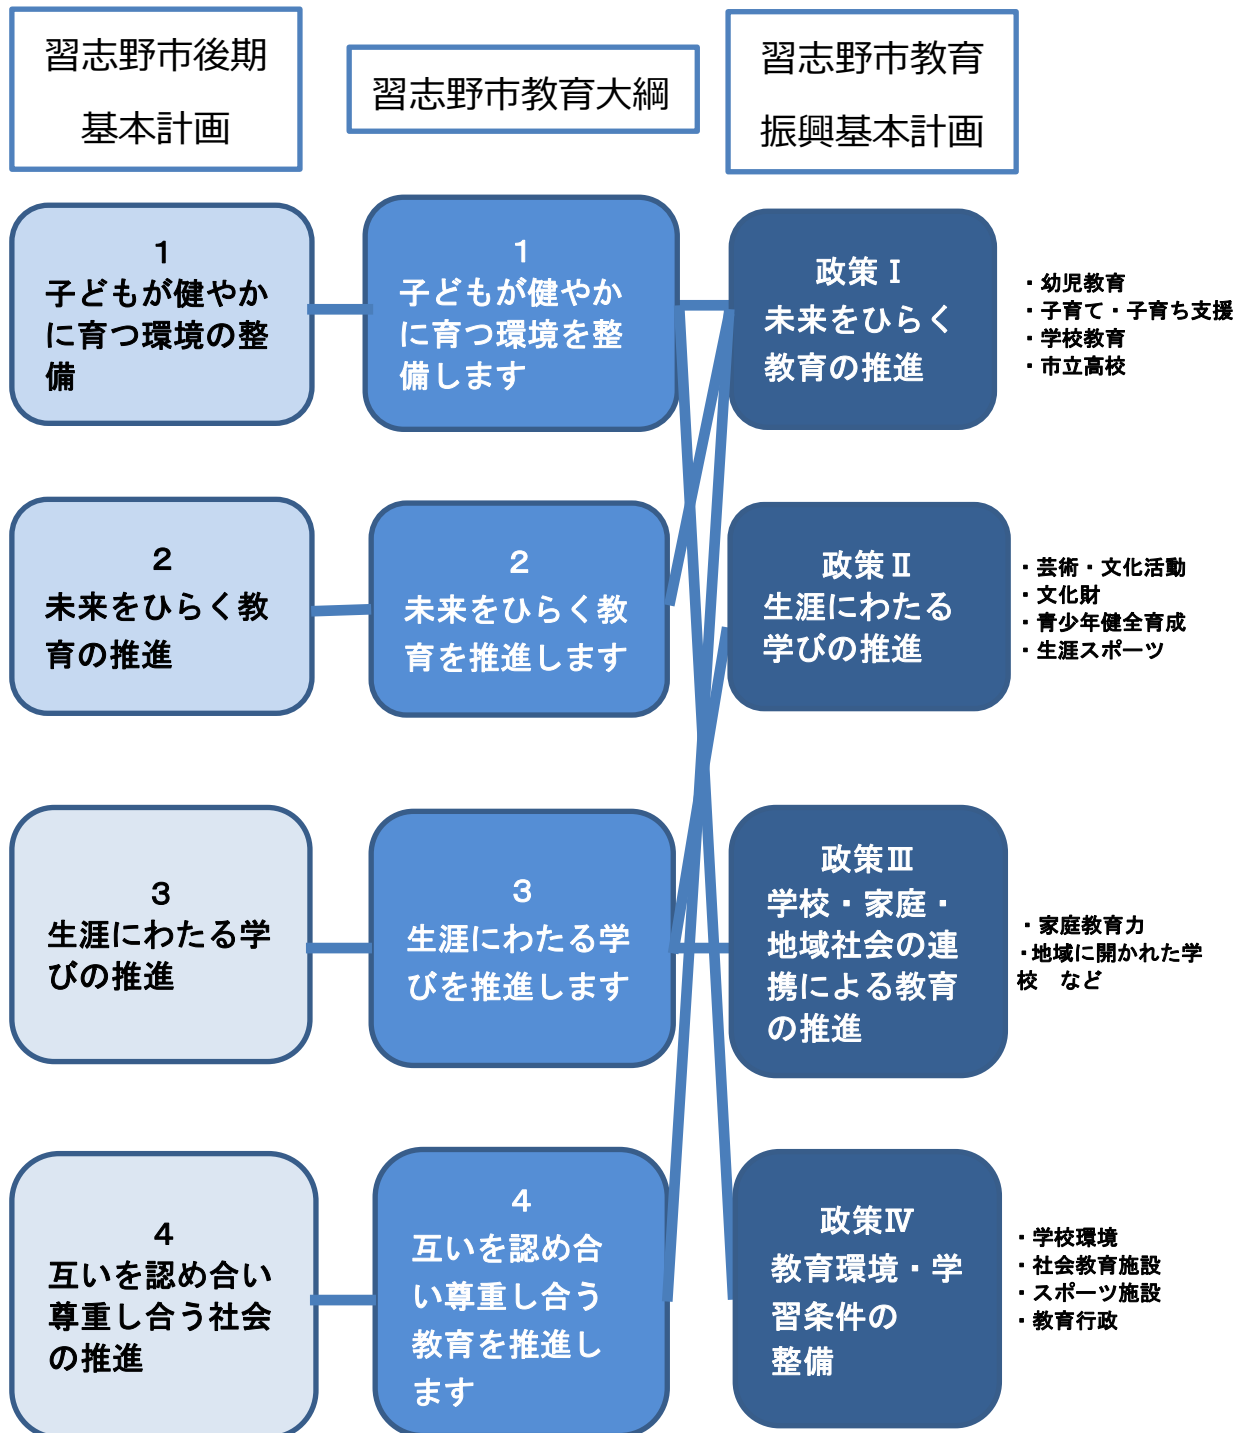 習志野市後期
基本計画
習志野市教育大綱
習志野市教育
振興基本計画
1
子どもが健やか
に育つ環境の整
備
1
子どもが健やか
に育つ環境を整
備します
政策Ⅰ
未来をひらく
教育の推進
・幼児教育
・子育て・子育ち支援
・学校教育
・市立高校
2
未来をひらく教
育の推進
2
未来をひらく教
育を推進します
政策Ⅱ
生涯にわたる
学びの推進
・芸術・文化活動
・文化財
・青少年健全育成
・生涯スポーツ
3
生涯にわたる学
びの推進
3
生涯にわたる学
びを推進します
政策Ⅲ
学校・家庭・
地域社会の連
携による教育
の推進
・家庭教育力
・地域に開かれた学
校　など
4
互いを認め合い
尊重し合う社会
の推進
4
互いを認め合
い尊重し合う
教育を推進し
ます
政策Ⅳ
教育環境・学
習条件の
整備
・学校環境
・社会教育施設
・スポーツ施設
・教育行政